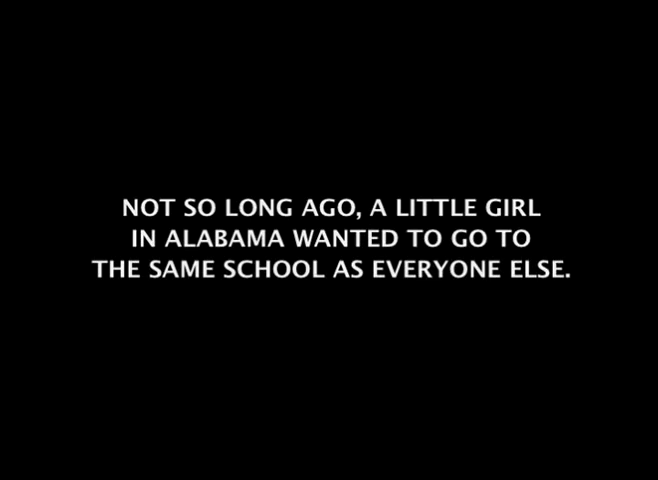 NOT SO LONG AGO, A LITTLE GIRL
IN ALABAMA WANTED TO GO TO
THE SAME SCHOOL AS EVERYONE ELSE.